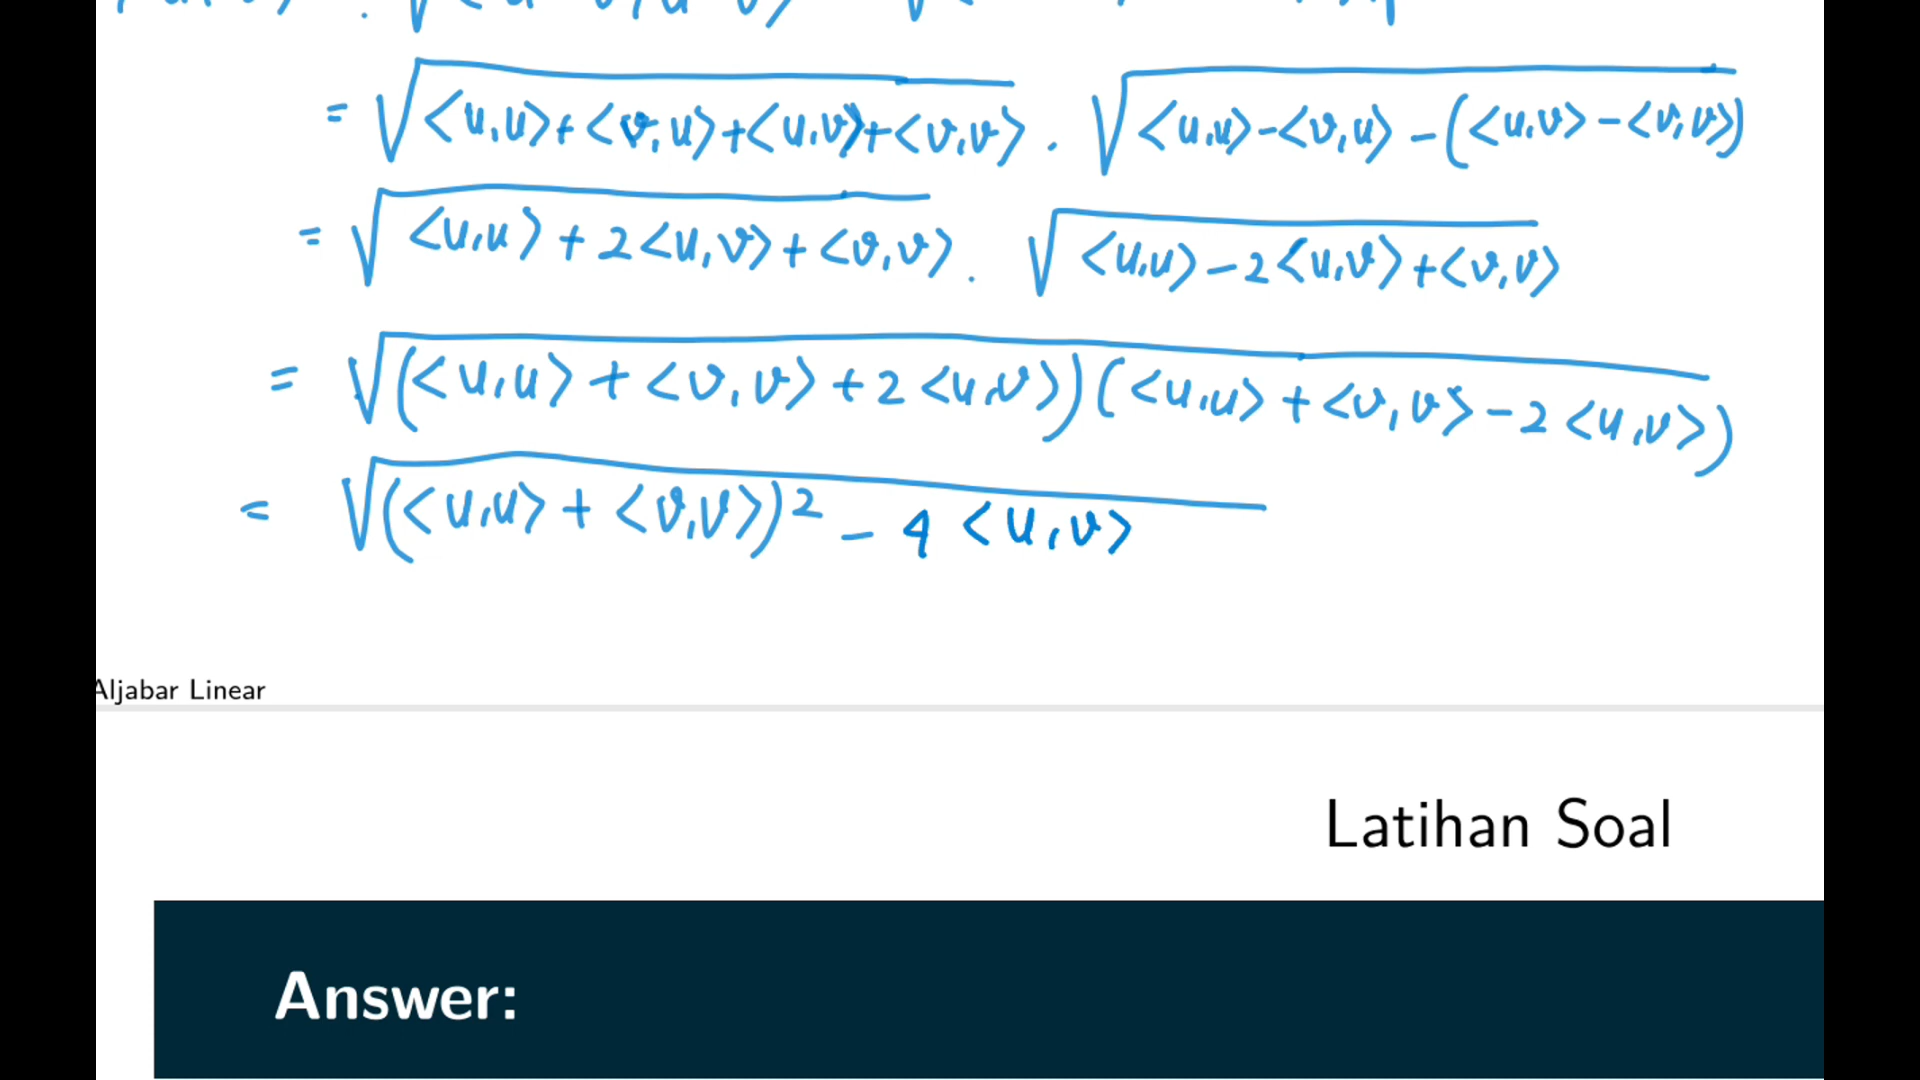 = √<u,u>+<v,u>+<u,v>+<v,v> . √<u,u>-<v,u> -(<u,v> -<v,v>)
= √<u,u> + 2<u,v> + <v,v> . √<u,u> - 2<u,v> + <v,v>
= √(<u,u> + <v,v> + 2 <u,v>)(<u,u> + <v,v> - 2 <u,v>)
= √(<u,u> + <v,v>)² - 4 <u,v>
Aljabar Linear
Latihan Soal
Answer: